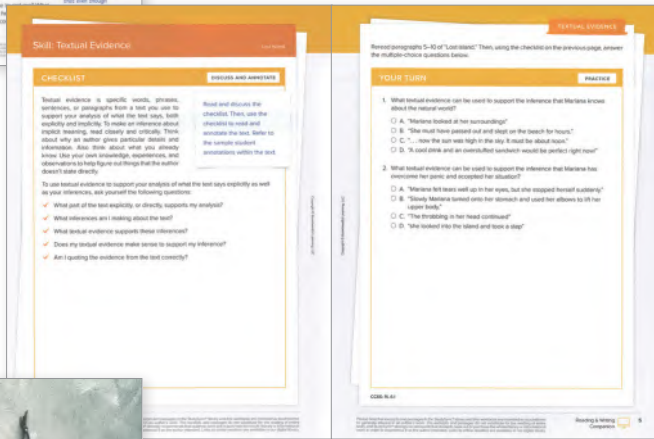 Skill: Textual Evidence
CHECKLIST
DISCUSS AND ANNOTATE
Textual evidence is specific words, phrases,
sentences, or paragraphs from a text you use to
support your analysis of what the text says, both
explicitly and implicitly. To make an inference about
implicit meaning, read closely and critically. Think
about why an author gives particular details and
information. Also think about what you already
know. Use your own knowledge, experiences, and
observations to help figure out things that the author
doesn't state directly.
Read and discuss the
checklist. Then, use the
checklist to read and
annotate the text. Refer to
the sample student
annotations within the text.
To use textual evidence to support your analysis of what the text says explicitly as well
as your inferences, ask yourself the following questions:
✓ What part of the text explicitly, or directly, supports my analysis?
✓ What inferences am I making about the text?
✓ What textual evidence supports these inferences?
✓ Does my textual evidence make sense to support my inference?
✓ Am I quoting the evidence from the text correctly?
TEXTUAL EVIDENCE
Reread paragraphs 5–10 of "Lost Island." Then, using the checklist on the previous page, answer
the multiple-choice questions below.
YOUR TURN
PRACTICE
1. What textual evidence can be used to support the inference that Mariana knows
about the natural world?
A. "Mariana looked at her surroundings"
B. "She must have passed out and slept on the beach for hours."
C. ". . . now the sun was high in the sky. It must be about noon."
D. "A cold drink and an overstuffed sandwich would be perfect right now!"
2. What textual evidence can be used to support the inference that Mariana has
overcome her panic and accepted her situation?
A. "Mariana felt tears well up in her eyes, but she stopped herself suddenly."
B. "Slowly Mariana turned onto her stomach and used her elbows to lift her
upper body."
C. "The throbbing in her head continued"
D. "she looked into the island and took a step"
Reading & Writing
Companion
5